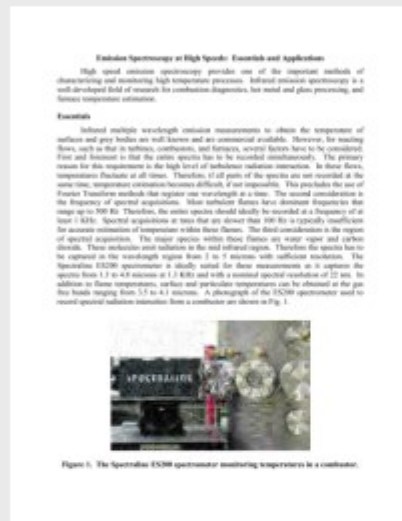 Emission Spectroscopy at High Speeds: Essentials and Applications
High speed emission spectroscopy provides one of the important methods of
characterizing and monitoring high temperature processes. Infrared emission spectroscopy is a
well-developed field of research for combustion diagnostics, hot metal and glass processing, and
furnace temperature estimation.
Essentials
Infrared multiple wavelength emission measurements to obtain the temperature of
surfaces and grey bodies are well known and are commercial available. However, for reacting
flows, such as that in turbines, combustors, and furnaces, several factors have to be considered.
First and foremost is that the entire spectra has to be recorded simultaneously. The primary
reason for this requirement is the high level of turbulence radiation interaction. In these flows,
temperatures fluctuate at all times. Therefore, if all parts of the spectra are not recorded at the
same time, temperature estimation becomes difficult, if not impossible. This precludes the use of
Fourier Transform methods that register one wavelength at a time. The second consideration is
the frequency of spectral acquisitions. Most turbulent flames have dominant frequencies that
range up to 500 Hz. Therefore, the entire spectra should ideally be recorded at a frequency of at
least 1 KHz. Spectral acquisitions at rates that are slower than 100 Hz is typically insufficient
for accurate estimation of temperature within these flames. The third consideration is the region
of spectral acquisition. The major species within these flames are water vapor and carbon
dioxide. These molecules emit radiation in the mid infrared region. Therefore the spectra has to
be captured in the wavelength region from 2 to 5 microns with sufficient resolution. The
Spectraline ES200 spectrometer is ideally suited for these measurements as it captures the
spectra from 1.3 to 4.8 microns at 1.3 KHz and with a nominal spectral resolution of 22 nm. In
addition to flame temperatures, surface and particulate temperatures can be obtained at the gas
free bands ranging from 3.5 to 4.1 microns. A photograph of the ES200 spectrometer used to
record spectral radiation intensities from a combustor are shown in Fig. 1.
SPECTRALINE
Figure 1. The Spectraline ES200 spectrometer monitoring temperatures in a combustor.